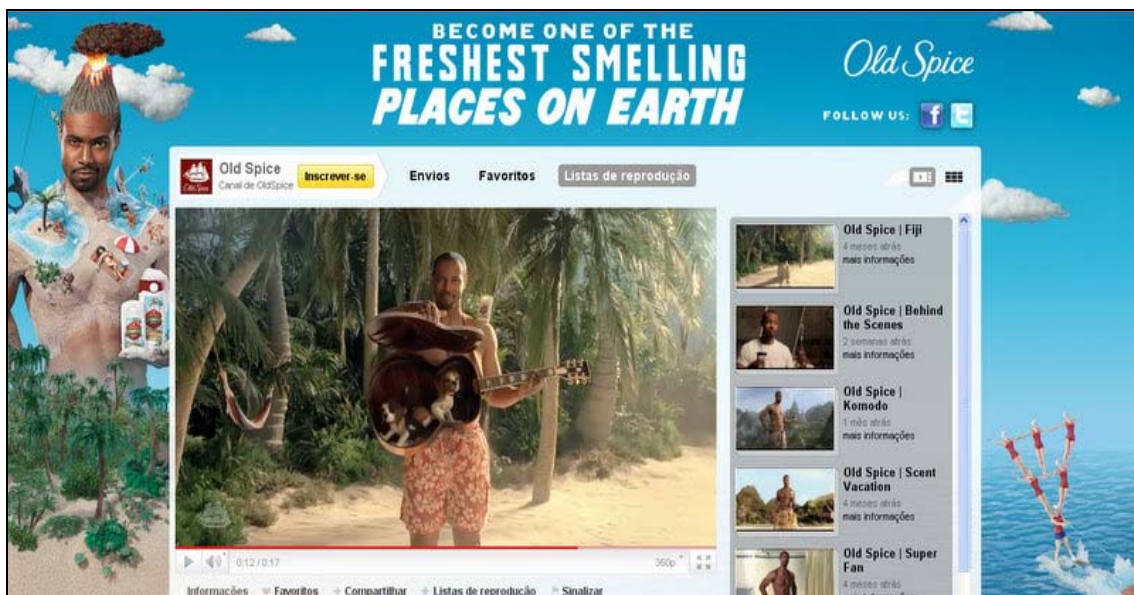 BECOME ONE OF THE
FRESHEST SMELLING
PLACES ON EARTH
Old Spice
FOLLOW US:
Old Spice
Canal de OldSpice
Inscrever-se
Envios
Favoritos
Listas de reprodução
Old Spice | Fiji
4 meses atrás
mais informações
Old Spice | Behind
the Scenes
2 semanas atrás
mais informações
Old Spice |
Komodo
1 mês atrás
mais informações
Old Spice | Scent
Vacation
4 meses atrás
mais informações
Old Spice | Super
Fan
4 meses atrás
0:12 / 0:17
360p
Informações
Favoritos
Compartilhar
Listas de reprodução
Sinalizar